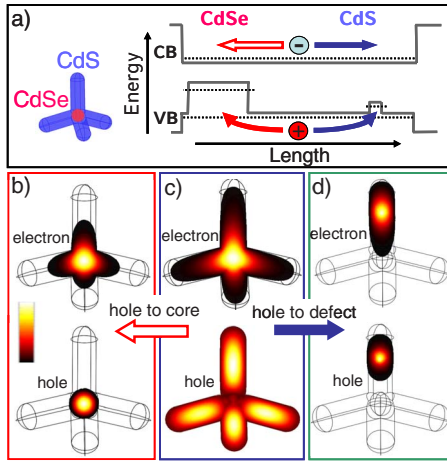 a)
CdSe
CdS
CdS
CdSe
Energy
CB
−
VB
+
Length
b)
c)
d)
electron
electron
electron
hole to core
hole to defect
hole
hole
hole